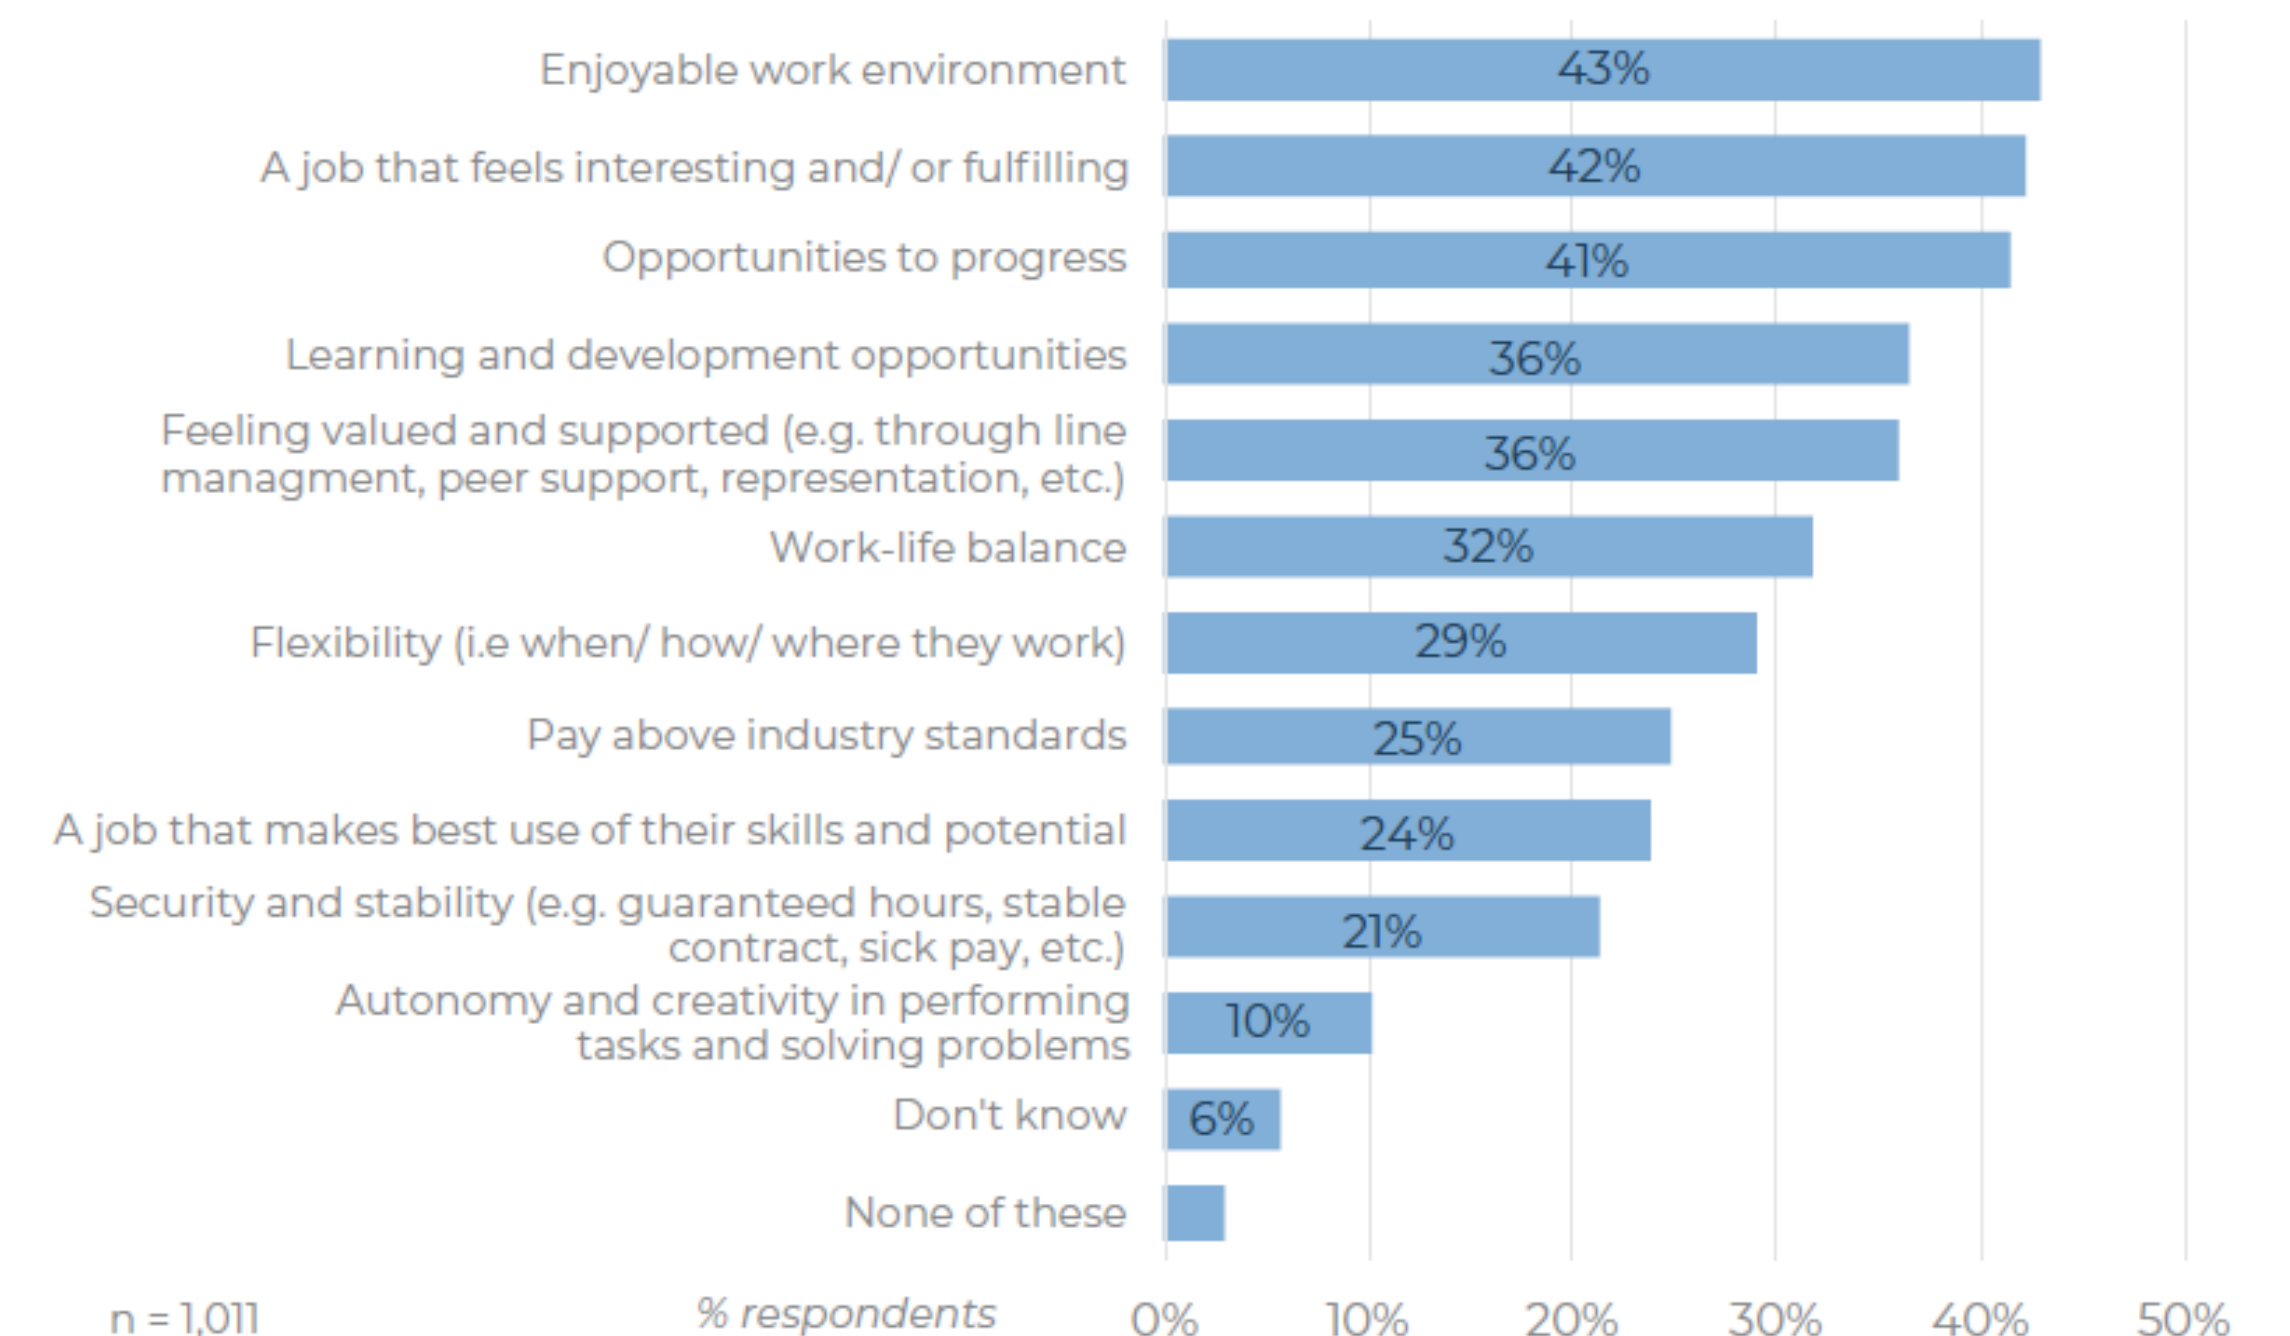 Enjoyable work environment 43%
A job that feels interesting and/ or fulfilling 42%
Opportunities to progress 41%
Learning and development opportunities 36%
Feeling valued and supported (e.g. through line
managment, peer support, representation, etc.) 36%
Work-life balance 32%
Flexibility (i.e when/ how/ where they work) 29%
Pay above industry standards 25%
A job that makes best use of their skills and potential 24%
Security and stability (e.g. guaranteed hours, stable
contract, sick pay, etc.) 21%
Autonomy and creativity in performing
tasks and solving problems 10%
Don't know 6%
None of these
n = 1,011 % respondents 0% 10% 20% 30% 40% 50%